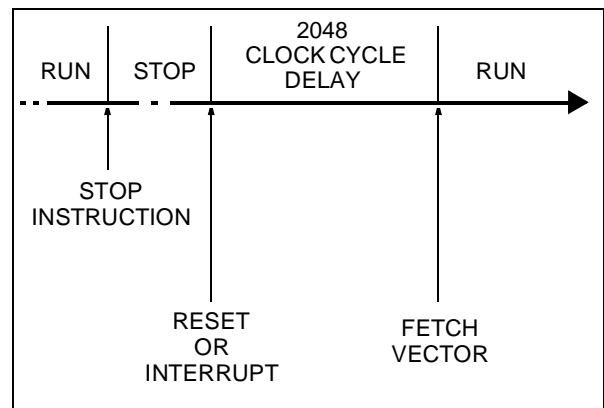 2048
CLOCK CYCLE
DELAY
RUN
STOP
RUN
STOP
INSTRUCTION
RESET
OR
INTERRUPT
FETCH
VECTOR